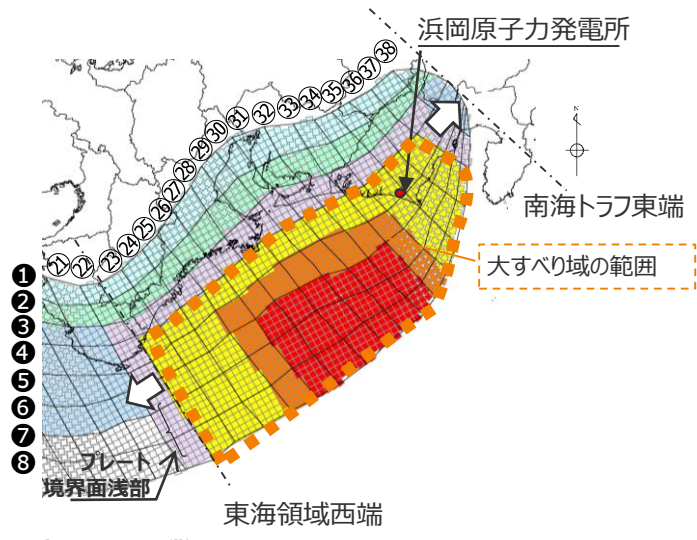 浜岡原子力発電所
㉑㉒㉓㉔㉕㉖㉗㉘㉙㉚㉛㉜㉝㉞㉟㊱㊲㊳
N
南海トラフ東端
大すべり域の範囲
❶
❷
❸
❹
❺
❻
❼
❽
プレート
境界面浅部
東海領域西端